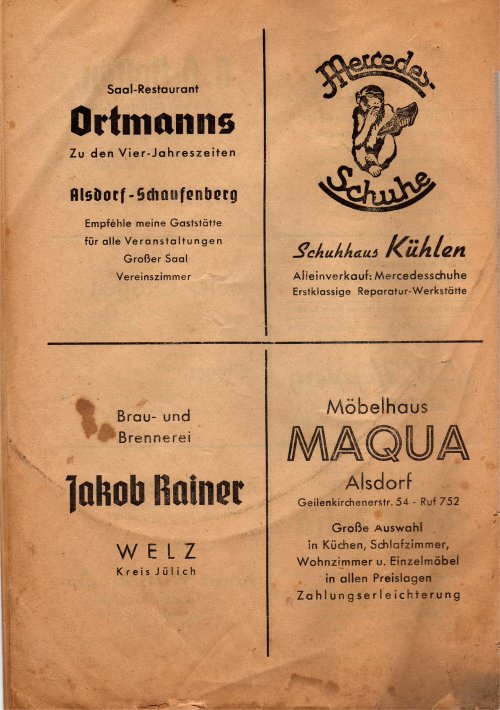 Saal-Restaurant
Ortmanns
Zu den Vier-Jahreszeiten
Alsdorf-Schaufenberg
Empfehle meine Gaststätte
für alle Veranstaltungen
Großer Saal
Vereinszimmer
Mercedes-
Schuhe
Schuhhaus Kühlen
Alleinverkauf: Mercedesschuhe
Erstklassige Reparatur-Werkstätte
Brau- und
Brennerei
Jakob Rainer
WELZ
Kreis Jülich
Möbelhaus
MAQUA
Alsdorf
Geilenkirchenerstr. 54 - Ruf 752
Große Auswahl
in Küchen, Schlafzimmer,
Wohnzimmer u. Einzelmöbel
in allen Preislagen
Zahlungserleichterung